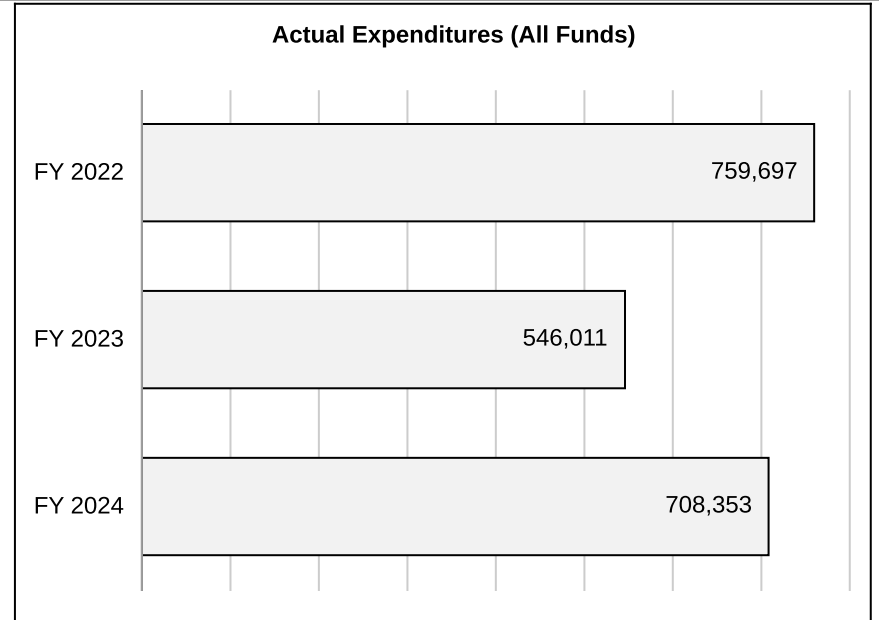 Actual Expenditures (All Funds)
FY 2022 759,697
FY 2023 546,011
FY 2024 708,353